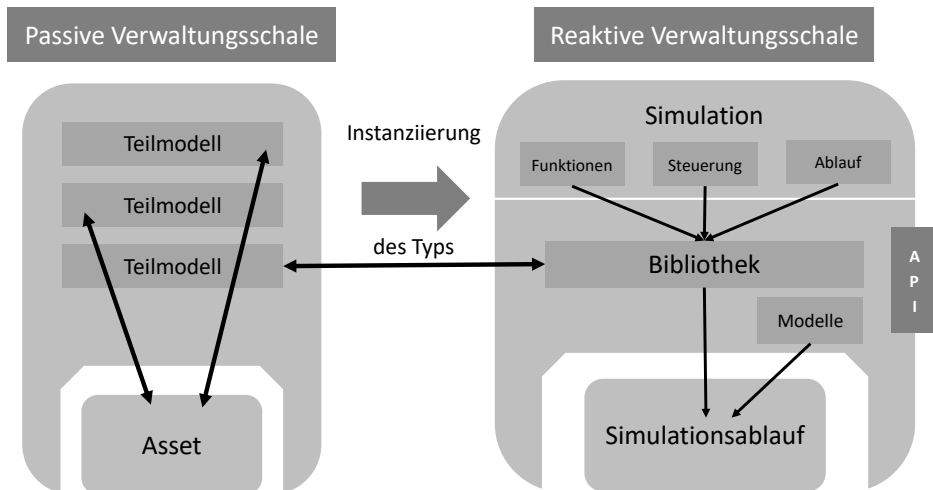 Passive Verwaltungsschale
Reaktive Verwaltungsschale
Teilmodell
Teilmodell
Teilmodell
Asset
Instanziierung
des Typs
Simulation
Funktionen
Steuerung
Ablauf
Bibliothek
Modelle
Simulationsablauf
A
P
I